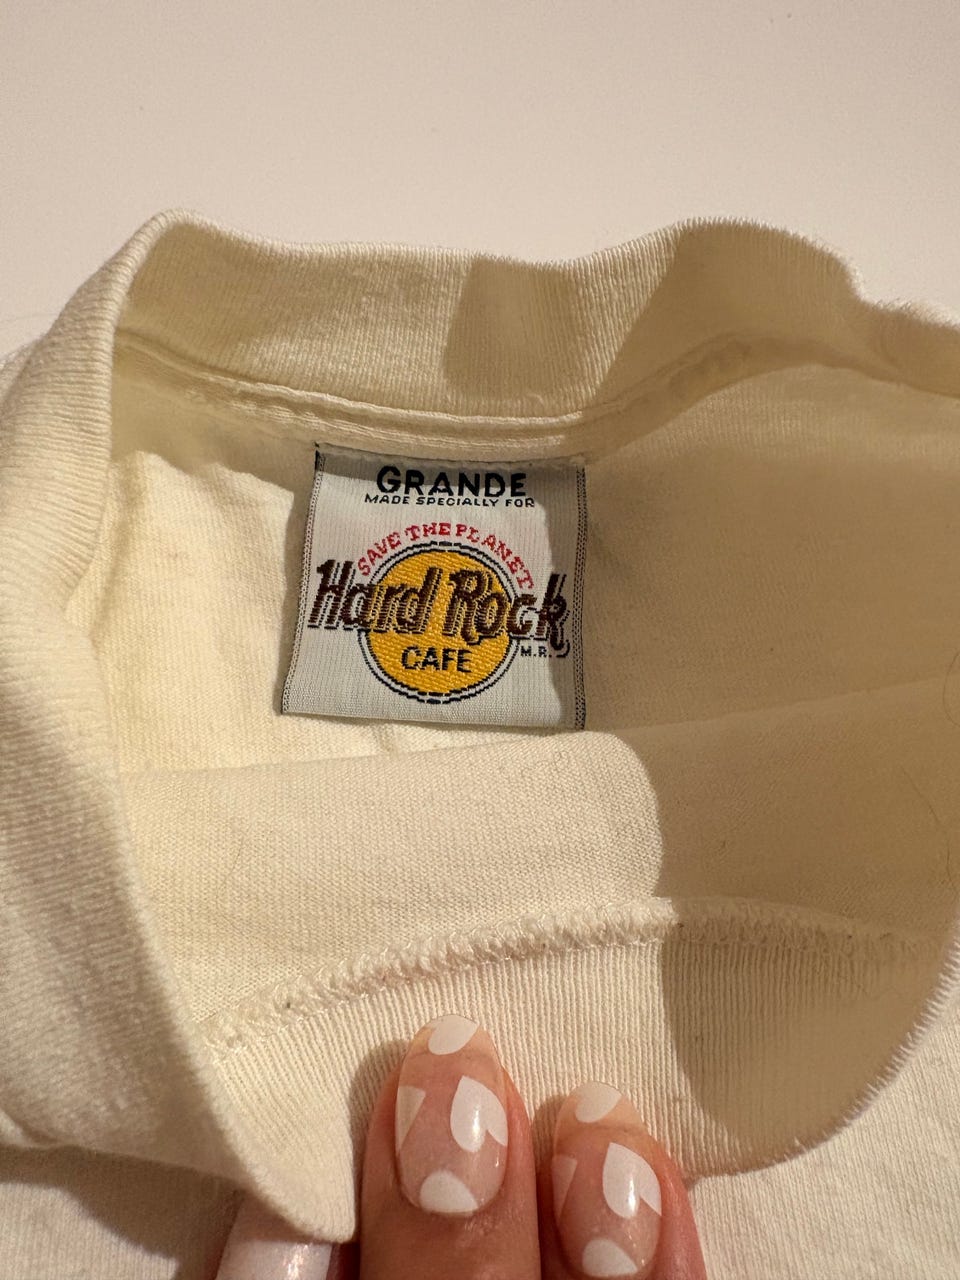 GRANDE
MADE SPECIALLY FOR
SAVE THE PLANET
Hard Rock
CAFE
M.R.